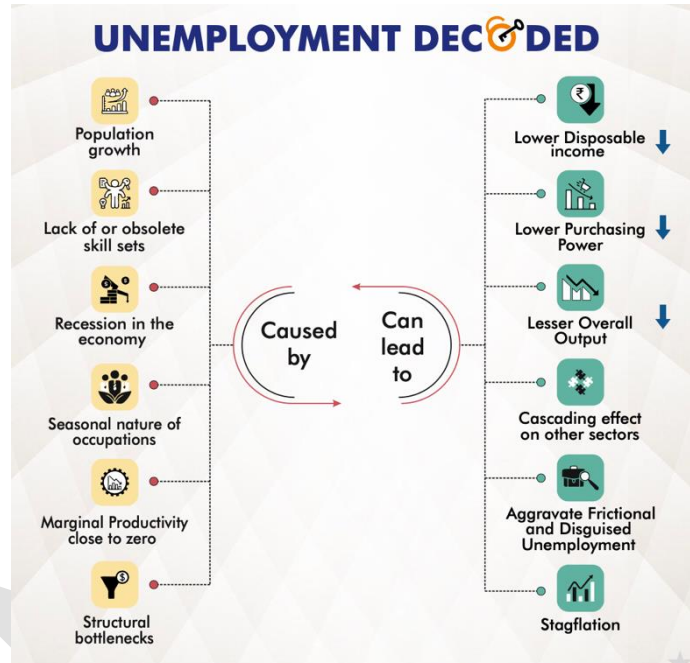 UNEMPLOYMENT DECODED
Population
growth
Lack of or obsolete
skill sets
Recession in the
economy
Seasonal nature of
occupations
Marginal Productivity
close to zero
Structural
bottlenecks
Caused
by
Can
lead
to
₹
Lower Disposable
income
Lower Purchasing
Power
Lesser Overall
Output
Cascading effect
on other sectors
Aggravate Frictional
and Disguised
Unemployment
Stagflation